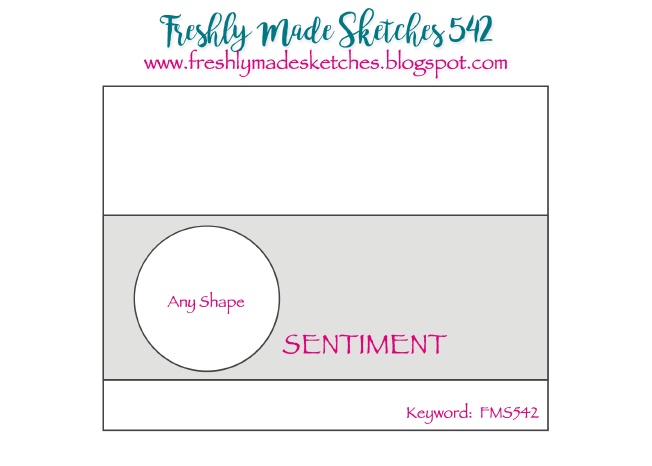 Freshly Made Sketches 542
www.freshlymadesketches.blogspot.com
Any Shape
SENTIMENT
Keyword: FMS542